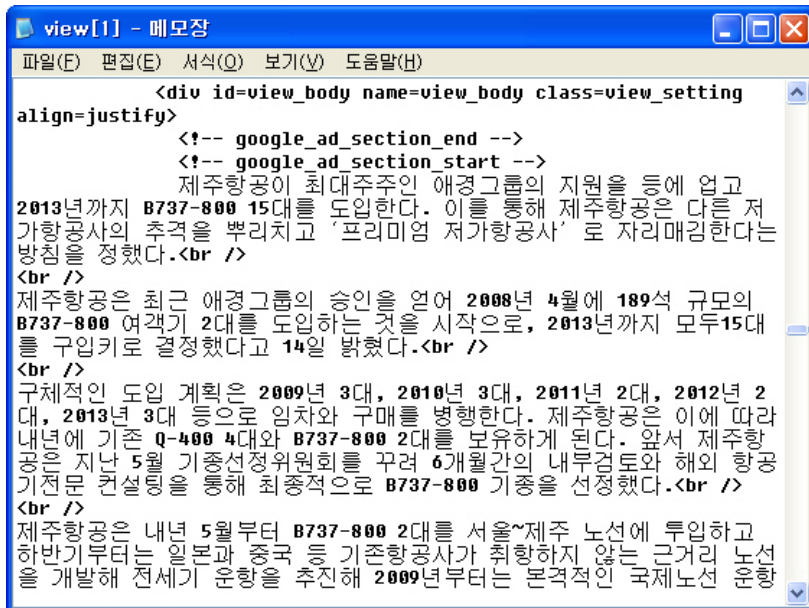 view[1] - 메모장
파일(F) 편집(E) 서식(O) 보기(V) 도움말(H)
<div id=view_body name=view_body class=view_setting
align=justify>
<!-- google_ad_section_end -->
<!-- google_ad_section_start -->
제주항공이 최대주주인 애경그룹의 지원을 등에 업고
2013년까지 B737-800 15대를 도입한다. 이를 통해 제주항공은 다른 저
가항공사의 추격을 뿌리치고 ‘프리미엄 저가항공사’로 자리매김한다는
방침을 정했다.<br />
<br />
제주항공은 최근 애경그룹의 승인을 얻어 2008년 4월에 189석 규모의
B737-800 여객기 2대를 도입하는 것을 시작으로, 2013년까지 모두15대
를 구입키로 결정했다고 14일 밝혔다.<br />
<br />
구체적인 도입 계획은 2009년 3대, 2010년 3대, 2011년 2대, 2012년 2
대, 2013년 3대 등으로 임차와 구매를 병행한다. 제주항공은 이에 따라
내년에 기존 Q-400 4대와 B737-800 2대를 보유하게 된다. 앞서 제주항
공은 지난 5월 기종선정위원회를 꾸려 6개월간의 내부검토와 해외 항공
기전문 컨설팅을 통해 최종적으로 B737-800 기종을 선정했다.<br />
<br />
제주항공은 내년 5월부터 B737-800 2대를 서울~제주 노선에 투입하고
하반기부터는 일본과 중국 등 기존항공사가 취항하지 않는 근거리 노선
을 개발해 전세기 운항을 추진해 2009년부터는 본격적인 국제노선 운항